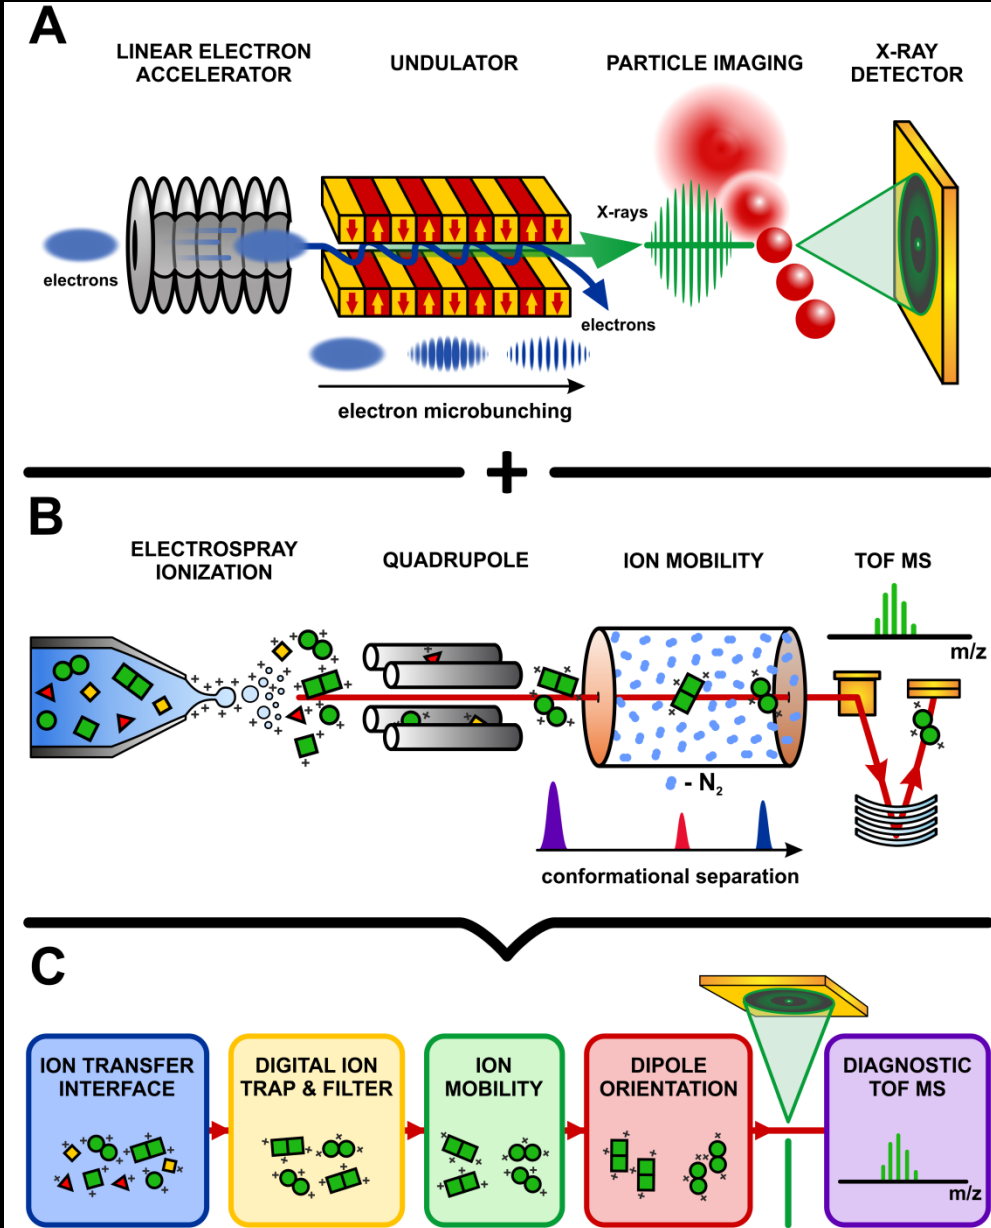 A
LINEAR ELECTRON
ACCELERATOR
UNDULATOR
PARTICLE IMAGING
X-RAY
DETECTOR
electrons
X-rays
electrons
electron microbunching
+
B
ELECTROSPRAY
IONIZATION
QUADRUPOLE
ION MOBILITY
TOF MS
m/z
- N₂
conformational separation
C
ION TRANSFER
INTERFACE
DIGITAL ION
TRAP & FILTER
ION
MOBILITY
DIPOLE
ORIENTATION
DIAGNOSTIC
TOF MS
m/z